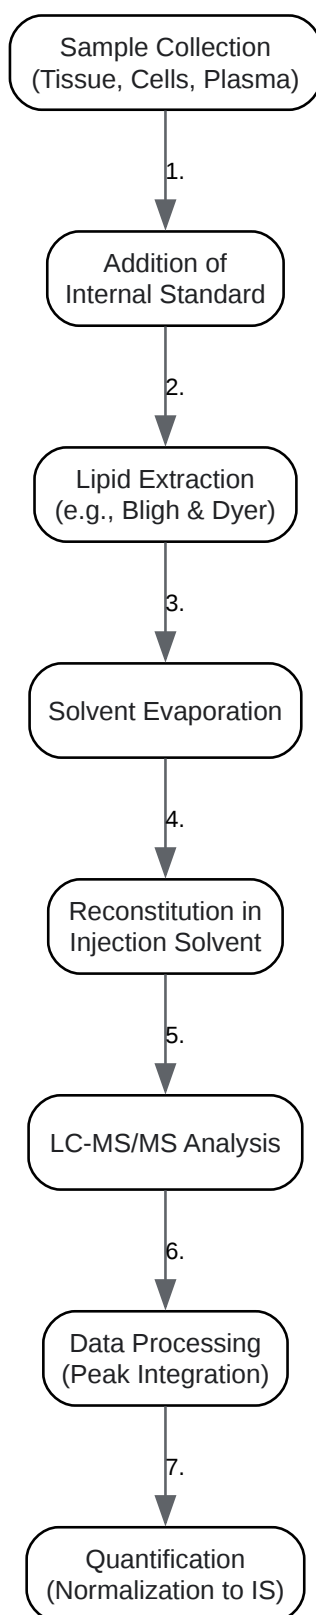 Sample Collection
(Tissue, Cells, Plasma)
1.
Addition of
Internal Standard
2.
Lipid Extraction
(e.g., Bligh & Dyer)
3.
Solvent Evaporation
4.
Reconstitution in
Injection Solvent
5.
LC-MS/MS Analysis
6.
Data Processing
(Peak Integration)
7.
Quantification
(Normalization to IS)